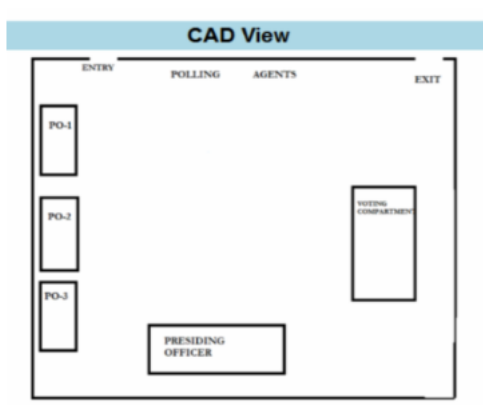 CAD View
ENTRY
POLLING AGENTS
EXIT
PO-1
PO-2
VOTING
COMPARTMENT
PO-3
PRESIDING
OFFICER